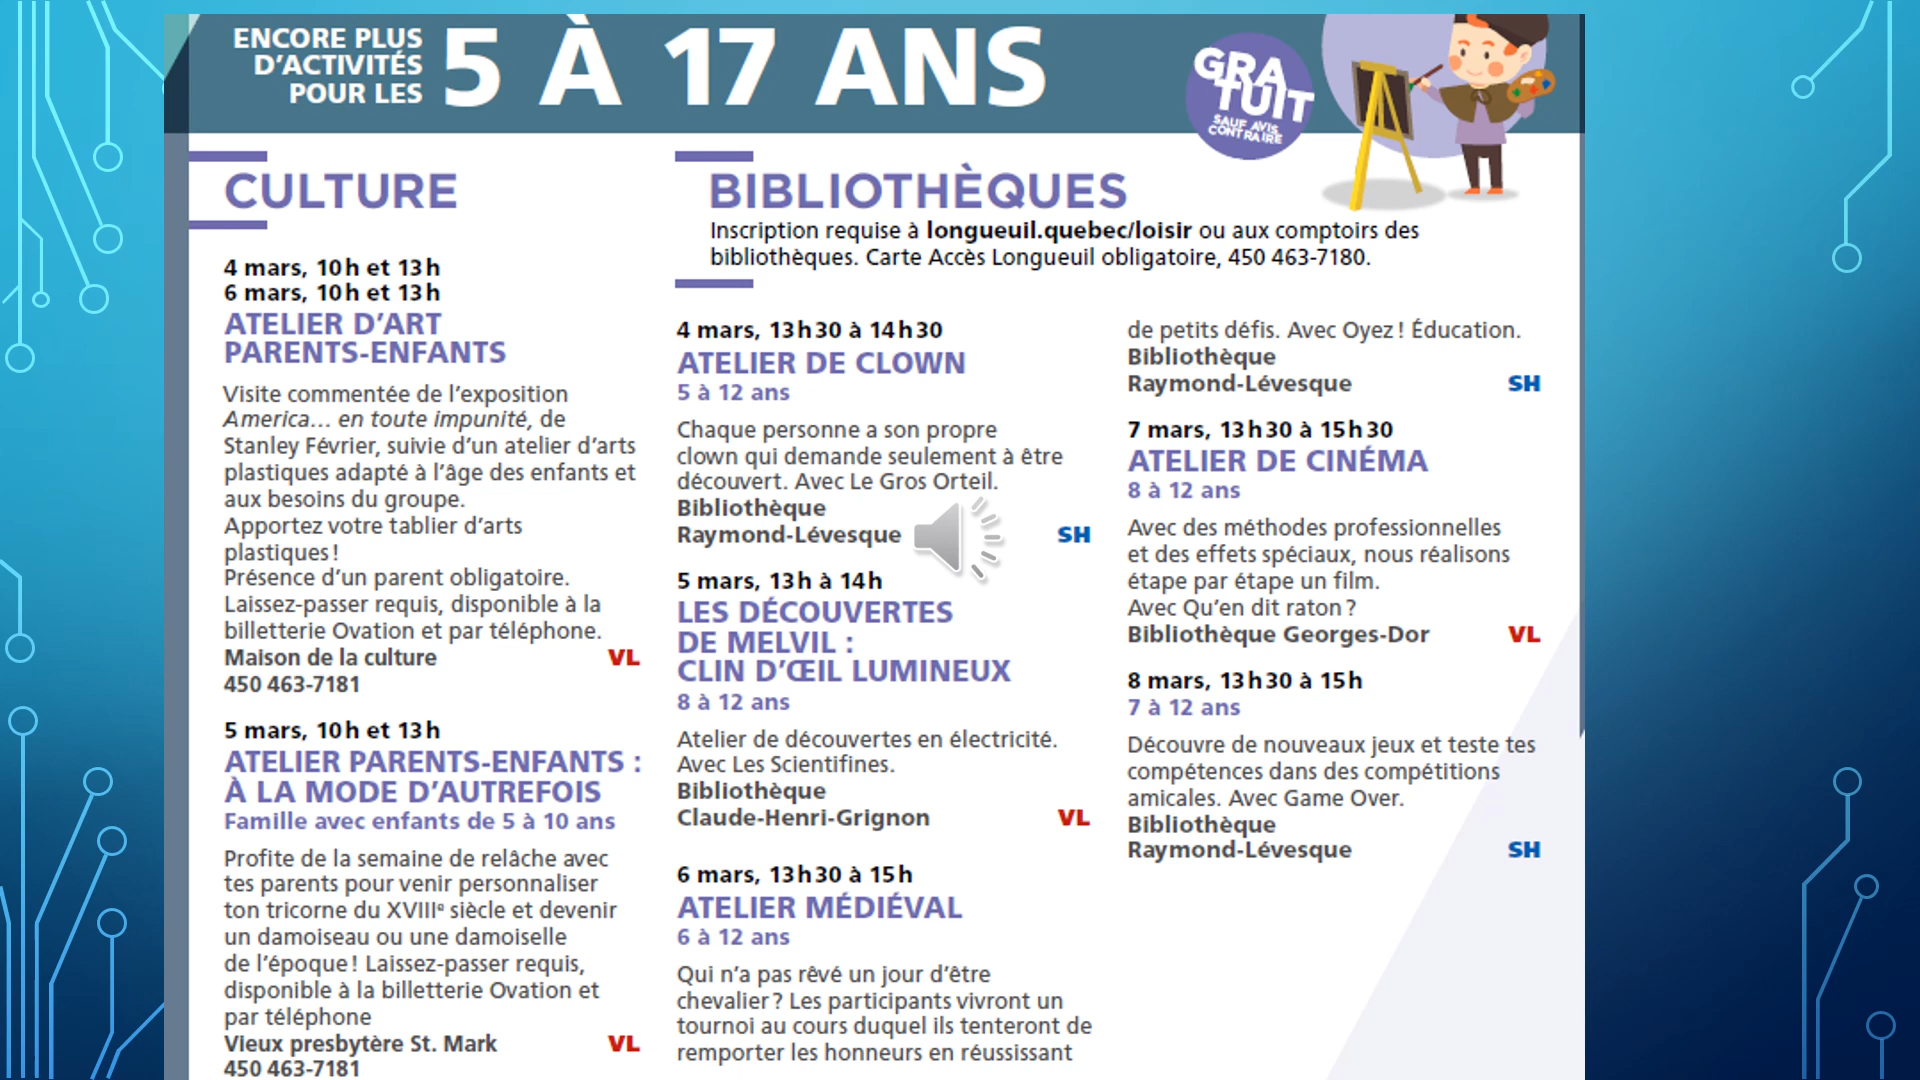 ENCORE PLUS
D'ACTIVITÉS
POUR LES
5 À 17 ANS
GRA
TUIT
SAUF AVIS
CONTRAIRE
CULTURE
4 mars, 10 h et 13 h
6 mars, 10 h et 13 h
ATELIER D'ART
PARENTS-ENFANTS
Visite commentée de l'exposition
America… en toute impunité, de
Stanley Février, suivie d'un atelier d'arts
plastiques adapté à l'âge des enfants et
aux besoins du groupe.
Apportez votre tablier d'arts
plastiques !
Présence d'un parent obligatoire.
Laissez-passer requis, disponible à la
billetterie Ovation et par téléphone.
Maison de la culture VL
450 463-7181
5 mars, 10 h et 13 h
ATELIER PARENTS-ENFANTS :
À LA MODE D'AUTREFOIS
Famille avec enfants de 5 à 10 ans
Profite de la semaine de relâche avec
tes parents pour venir personnaliser
ton tricorne du XVIIIe siècle et devenir
un damoiseau ou une damoiselle
de l'époque ! Laissez-passer requis,
disponible à la billetterie Ovation et
par téléphone
Vieux presbytère St. Mark VL
450 463-7181
BIBLIOTHÈQUES
Inscription requise à longueuil.quebec/loisir ou aux comptoirs des
bibliothèques. Carte Accès Longueuil obligatoire, 450 463-7180.
4 mars, 13 h 30 à 14 h 30
ATELIER DE CLOWN
5 à 12 ans
Chaque personne a son propre
clown qui demande seulement à être
découvert. Avec Le Gros Orteil.
Bibliothèque
Raymond-Lévesque SH
5 mars, 13 h à 14 h
LES DÉCOUVERTES
DE MELVIL :
CLIN D'ŒIL LUMINEUX
8 à 12 ans
Atelier de découvertes en électricité.
Avec Les Scientifines.
Bibliothèque
Claude-Henri-Grignon VL
6 mars, 13 h 30 à 15 h
ATELIER MÉDIÉVAL
6 à 12 ans
Qui n'a pas rêvé un jour d'être
chevalier ? Les participants vivront un
tournoi au cours duquel ils tenteront de
remporter les honneurs en réussissant
de petits défis. Avec Oyez ! Éducation.
Bibliothèque
Raymond-Lévesque SH
7 mars, 13 h 30 à 15 h 30
ATELIER DE CINÉMA
8 à 12 ans
Avec des méthodes professionnelles
et des effets spéciaux, nous réalisons
étape par étape un film.
Avec Qu'en dit raton ?
Bibliothèque Georges-Dor VL
8 mars, 13 h 30 à 15 h
7 à 12 ans
Découvre de nouveaux jeux et teste tes
compétences dans des compétitions
amicales. Avec Game Over.
Bibliothèque
Raymond-Lévesque SH